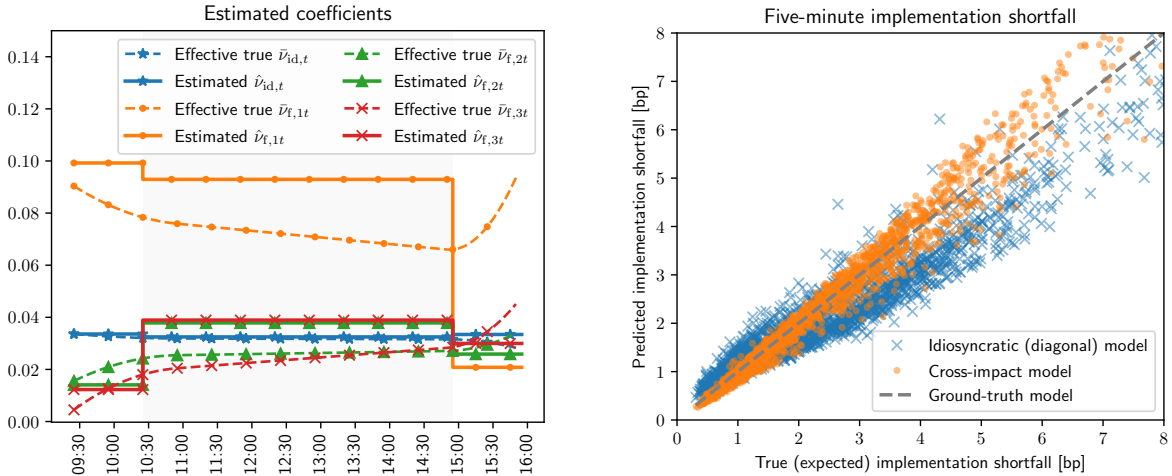 Estimated coefficients
0.14
0.12
0.10
0.08
0.06
0.04
0.02
0.00
Effective true ν̄id,t
Estimated ν̂id,t
Effective true ν̄f,1t
Estimated ν̂f,1t
Effective true ν̄f,2t
Estimated ν̂f,2t
Effective true ν̄f,3t
Estimated ν̂f,3t
09:30
10:00
10:30
11:00
11:30
12:00
12:30
13:00
13:30
14:00
14:30
15:00
15:30
16:00
Five-minute implementation shortfall
Predicted implementation shortfall [bp]
8
7
6
5
4
3
2
1
0
Idiosyncratic (diagonal) model
Cross-impact model
Ground-truth model
0 1 2 3 4 5 6 7 8
True (expected) implementation shortfall [bp]